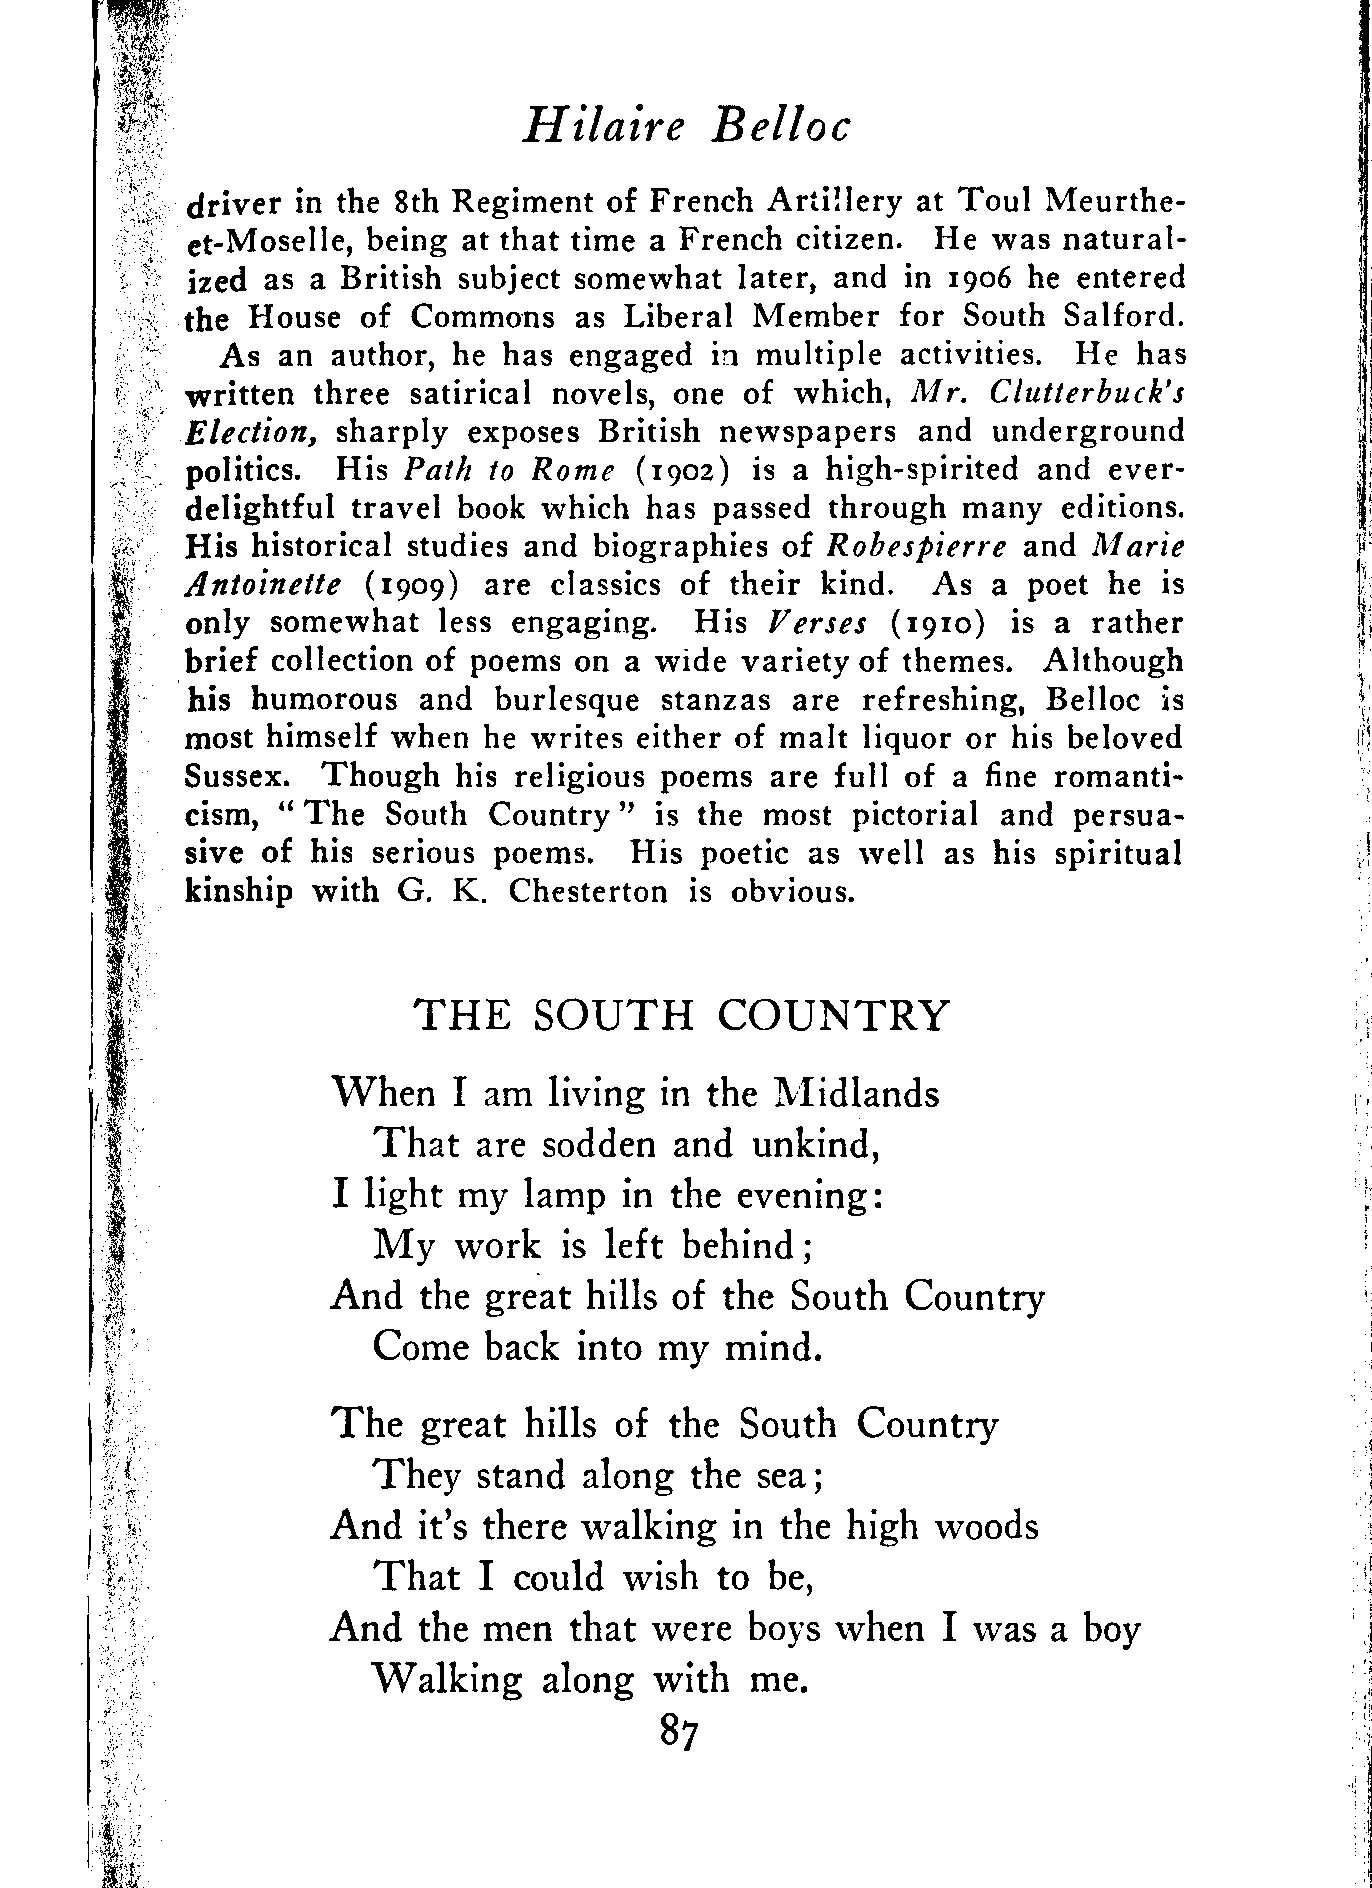 Hilaire Belloc
driver in the 8th Regiment of French Artillery at Toul Meurthe-
et-Moselle, being at that time a French citizen. He was natural-
ized as a British subject somewhat later, and in 1906 he entered
the House of Commons as Liberal Member for South Salford.
As an author, he has engaged in multiple activities. He has
written three satirical novels, one of which, Mr. Clutterbuck's
Election, sharply exposes British newspapers and underground
politics. His Path to Rome (1902) is a high-spirited and ever-
delightful travel book which has passed through many editions.
His historical studies and biographies of Robespierre and Marie
Antoinette (1909) are classics of their kind. As a poet he is
only somewhat less engaging. His Verses (1910) is a rather
brief collection of poems on a wide variety of themes. Although
his humorous and burlesque stanzas are refreshing, Belloc is
most himself when he writes either of malt liquor or his beloved
Sussex. Though his religious poems are full of a fine romanti-
cism, "The South Country" is the most pictorial and persua-
sive of his serious poems. His poetic as well as his spiritual
kinship with G. K. Chesterton is obvious.
THE SOUTH COUNTRY
When I am living in the Midlands
That are sodden and unkind,
I light my lamp in the evening:
My work is left behind;
And the great hills of the South Country
Come back into my mind.
The great hills of the South Country
They stand along the sea;
And it's there walking in the high woods
That I could wish to be,
And the men that were boys when I was a boy
Walking along with me.
87